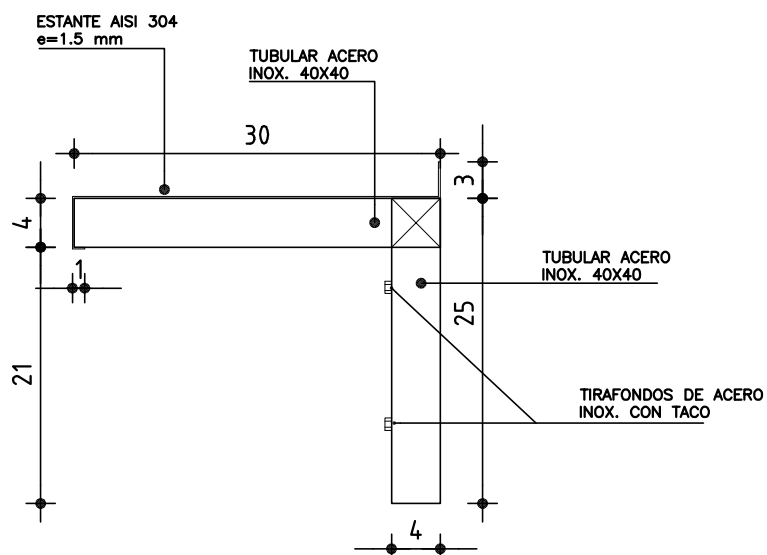 ESTANTE AISI 304
e=1.5 mm
TUBULAR ACERO
INOX. 40X40
30
3
4
TUBULAR ACERO
INOX. 40X40
1
25
21
TIRAFONDOS DE ACERO
INOX. CON TACO
4